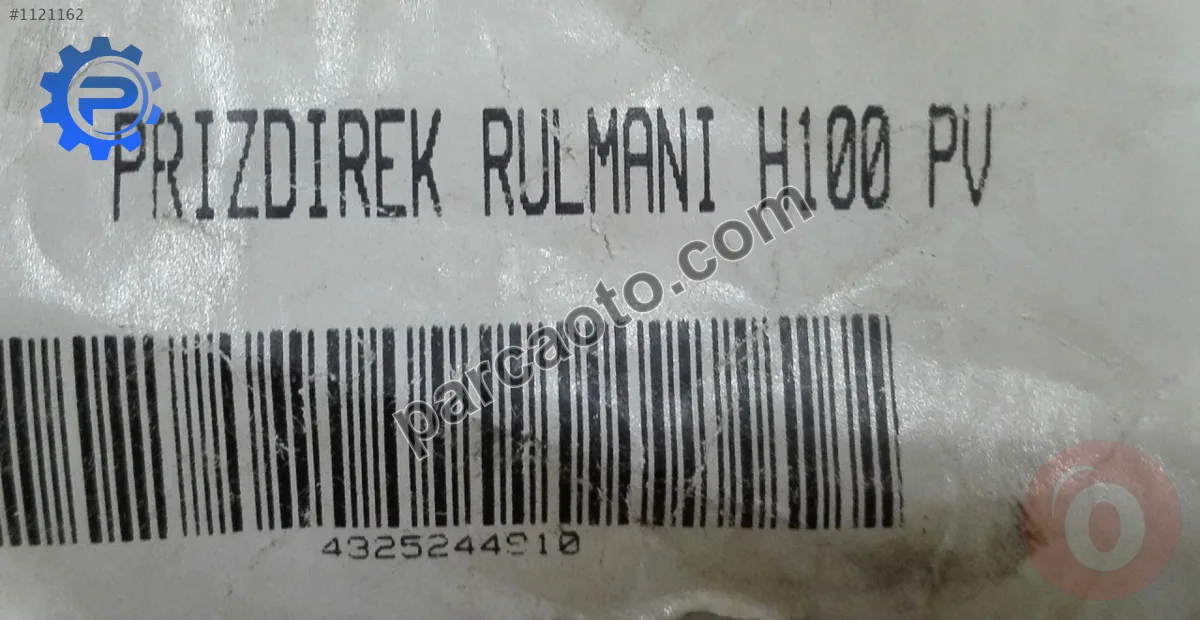 #1121162
PRIZDIREK RULMANI H100 PV
parcaoto.com
4325244910